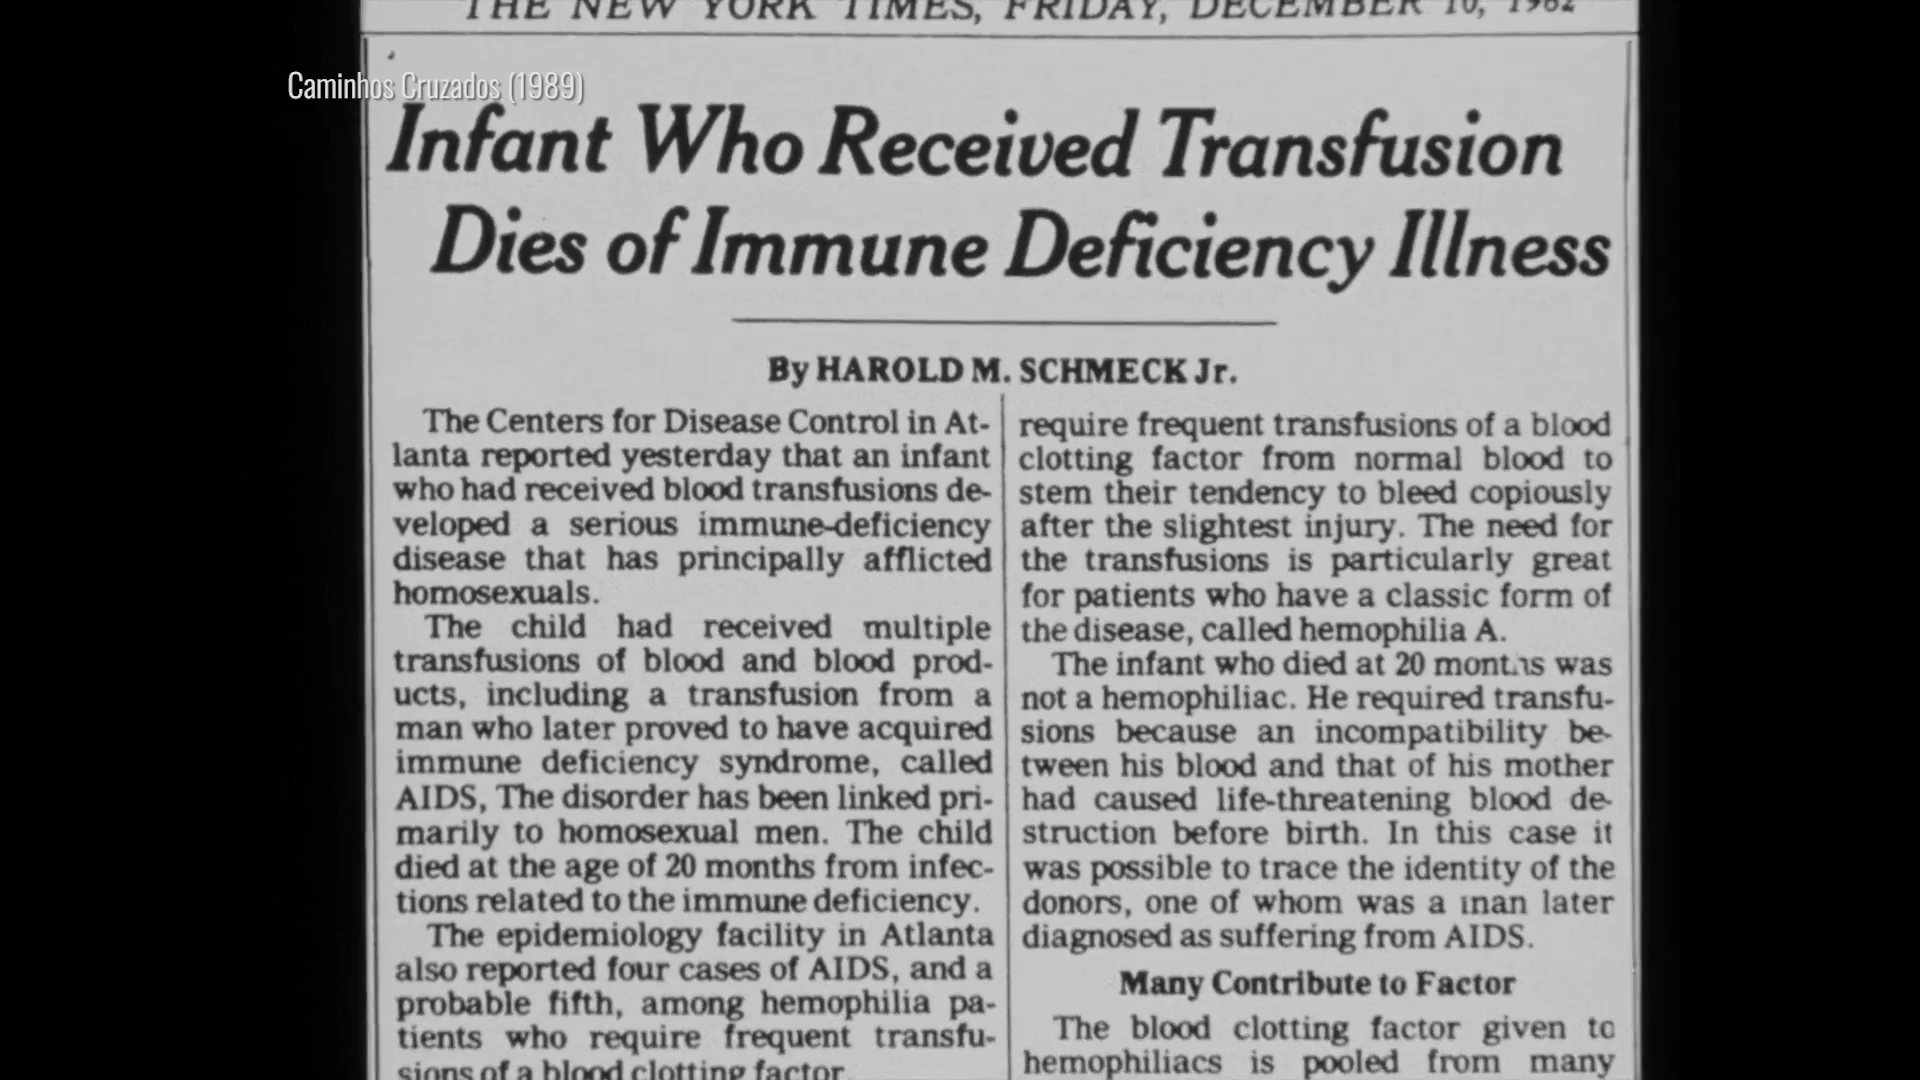 THE NEW YORK TIMES, FRIDAY, DECEMBER 10, 1982
Caminhos Cruzados (1989)
Infant Who Received Transfusion
Dies of Immune Deficiency Illness
By HAROLD M. SCHMECK Jr.
The Centers for Disease Control in At-
lanta reported yesterday that an infant
who had received blood transfusions de-
veloped a serious immune-deficiency
disease that has principally afflicted
homosexuals.
The child had received multiple
transfusions of blood and blood prod-
ucts, including a transfusion from a
man who later proved to have acquired
immune deficiency syndrome, called
AIDS, The disorder has been linked pri-
marily to homosexual men. The child
died at the age of 20 months from infec-
tions related to the immune deficiency.
The epidemiology facility in Atlanta
also reported four cases of AIDS, and a
probable fifth, among hemophilia pa-
tients who require frequent transfu-
sions of a blood clotting factor.
require frequent transfusions of a blood
clotting factor from normal blood to
stem their tendency to bleed copiously
after the slightest injury. The need for
the transfusions is particularly great
for patients who have a classic form of
the disease, called hemophilia A.
The infant who died at 20 months was
not a hemophiliac. He required transfu-
sions because an incompatibility be-
tween his blood and that of his mother
had caused life-threatening blood de-
struction before birth. In this case it
was possible to trace the identity of the
donors, one of whom was a man later
diagnosed as suffering from AIDS.
Many Contribute to Factor
The blood clotting factor given to
hemophiliacs is pooled from many